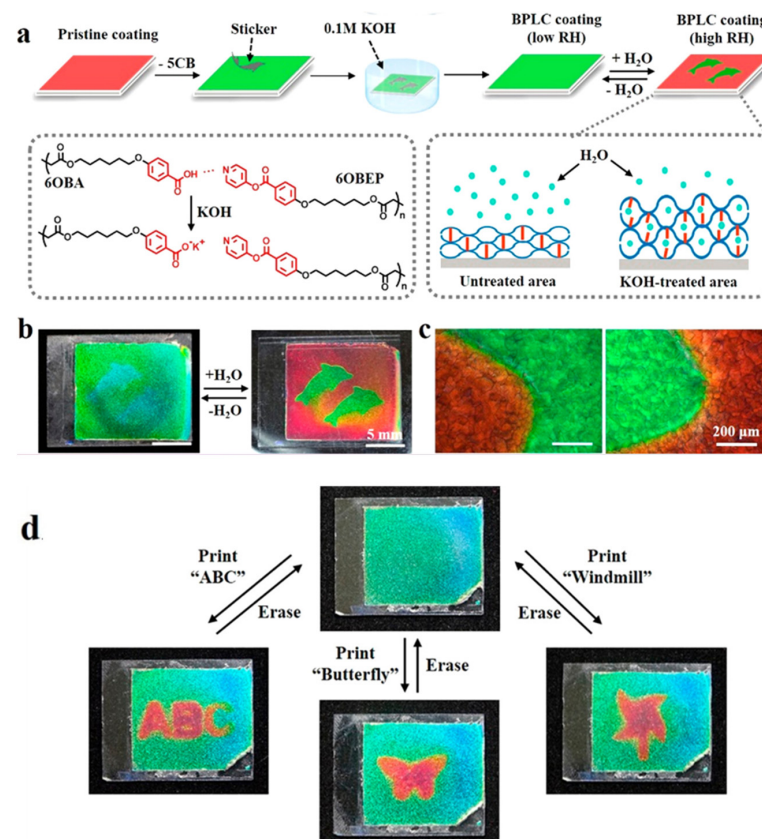 a
Pristine coating
- 5CB
Sticker
0.1M KOH
BPLC coating
(low RH)
+ H₂O
- H₂O
BPLC coating
(high RH)
6OBA
O
O
O
OH
O
N
O
O
6OBEP
O
O
O
n
KOH
O
O
O
O⁻K⁺
O
N
O
O
O
O
O
n
H₂O
Untreated area
KOH-treated area
b
+H₂O
-H₂O
5 mm
c
200 μm
d
Print
“ABC”
Erase
Print
“Butterfly”
Erase
Print
“Windmill”
Erase
ABC